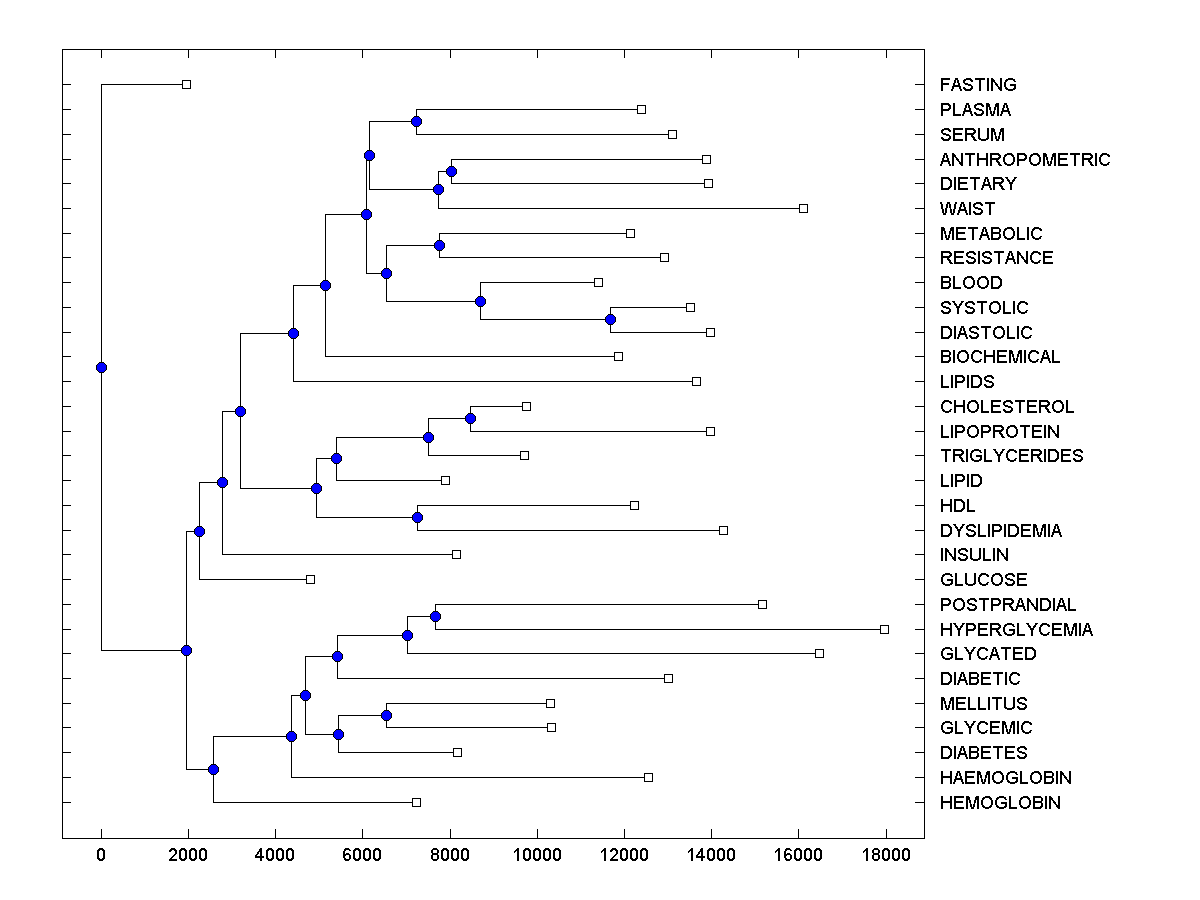 FASTING
PLASMA
SERUM
ANTHROPOMETRIC
DIETARY
WAIST
METABOLIC
RESISTANCE
BLOOD
SYSTOLIC
DIASTOLIC
BIOCHEMICAL
LIPIDS
CHOLESTEROL
LIPOPROTEIN
TRIGLYCERIDES
LIPID
HDL
DYSLIPIDEMIA
INSULIN
GLUCOSE
POSTPRANDIAL
HYPERGLYCEMIA
GLYCATED
DIABETIC
MELLITUS
GLYCEMIC
DIABETES
HAEMOGLOBIN
HEMOGLOBIN
0 2000 4000 6000 8000 10000 12000 14000 16000 18000